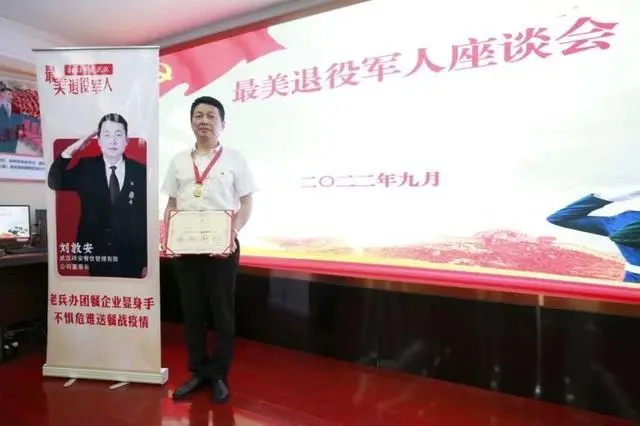 最美退役军人
刘敦安
武汉祥安餐饮管理有限
公司董事长
老兵办团餐企业显身手
不惧危难送餐战疫情
最美退役军人座谈会
二〇二二年九月